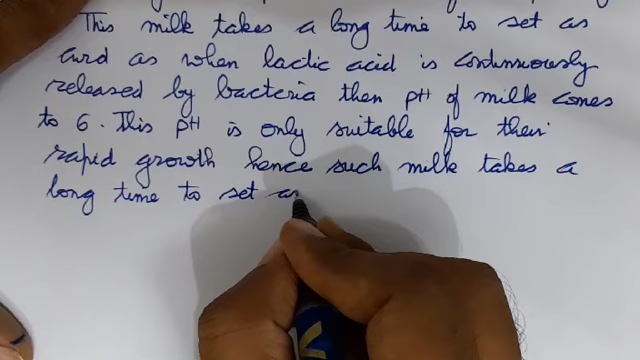 This milk takes a long time to set as
curd as when lactic acid is continuously
released by bacteria then pH of milk comes
to 6. This pH is only suitable for their
rapid growth hence such milk takes a
long time to set as